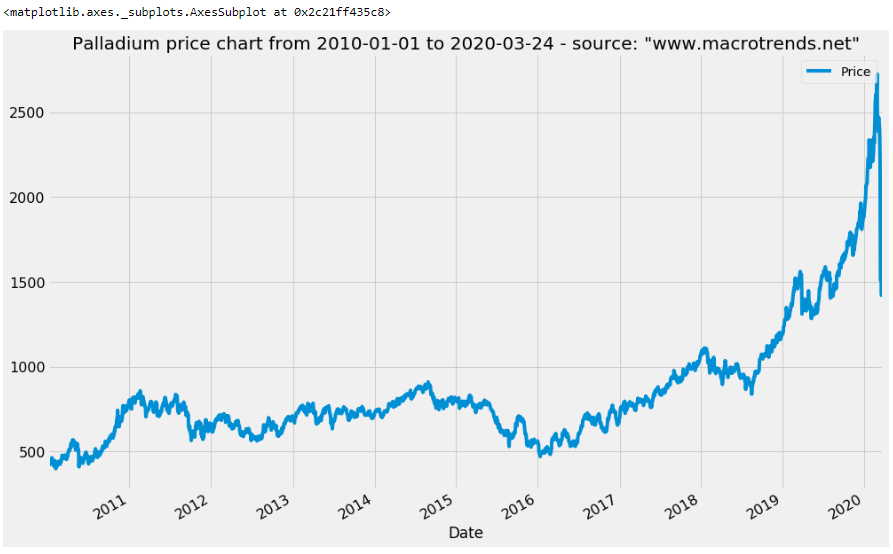 <matplotlib.axes._subplots.AxesSubplot at 0x2c21ff435c8>
Palladium price chart from 2010-01-01 to 2020-03-24 - source: "www.macrotrends.net"
Price
2500
2000
1500
1000
500
2011 2012 2013 2014 2015 2016 2017 2018 2019 2020
Date